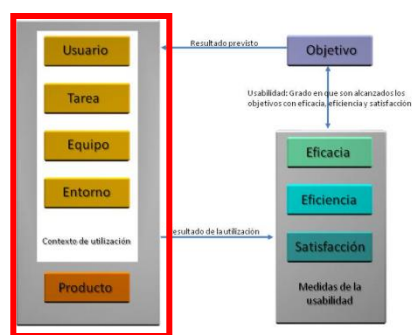 Usuario
Tarea
Equipo
Entorno
Contexto de utilización
Producto
Resultado previsto
Objetivo
Usabilidad: Grado en que son alcanzados los
objetivos con eficacia, eficiencia y satisfacción
Eficacia
Eficiencia
Satisfacción
Medidas de la
usabilidad
esultado de la utilización